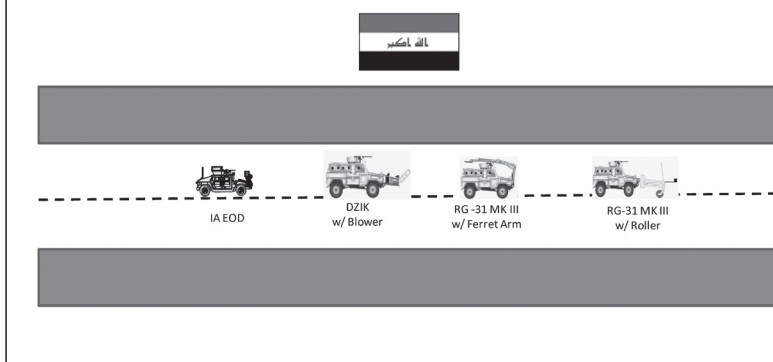 الله اكبر
IA EOD
DZIK
w/ Blower
RG -31 MK III
w/ Ferret Arm
RG-31 MK III
w/ Roller